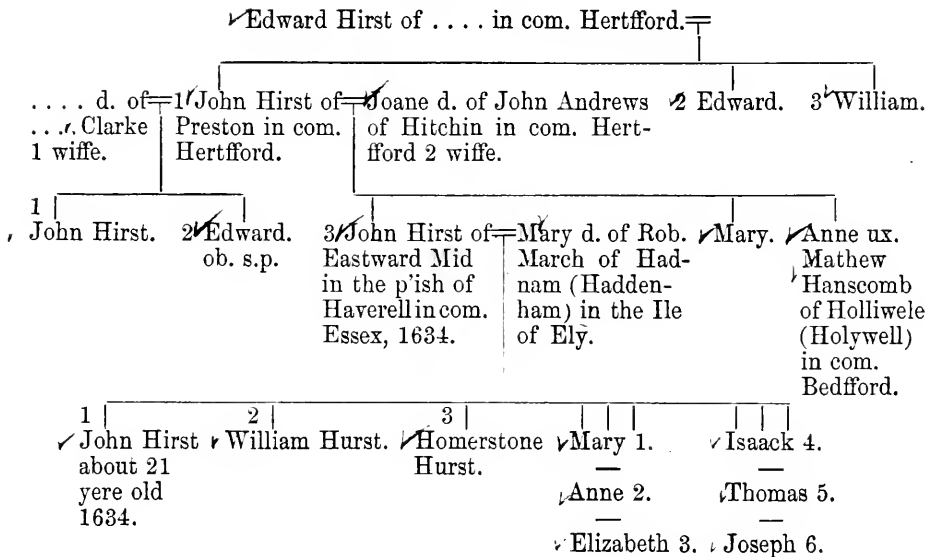 Edward Hirst of . . . . in com. Hertfford.
. . . . d. of
. . . . Clarke
1 wiffe.
1 John Hirst of
Preston in com.
Hertfford.
Joane d. of John Andrews
of Hitchin in com. Hert-
fford 2 wiffe.
2 Edward.
3 William.
1
John Hirst.
2 Edward.
ob. s.p.
3 John Hirst of
Eastward Mid
in the p'ish of
Haverell in com.
Essex, 1634.
Mary d. of Rob.
March of Had-
nam (Hadden-
ham) in the Ile
of Ely.
Mary.
Anne ux.
Mathew
Hanscomb
of Holliwele
(Holywell)
in com.
Bedfford.
1
John Hirst
about 21
yere old
1634.
2
William Hurst.
3
Homerstone
Hurst.
Mary 1.
Anne 2.
Elizabeth 3.
Isaack 4.
Thomas 5.
Joseph 6.